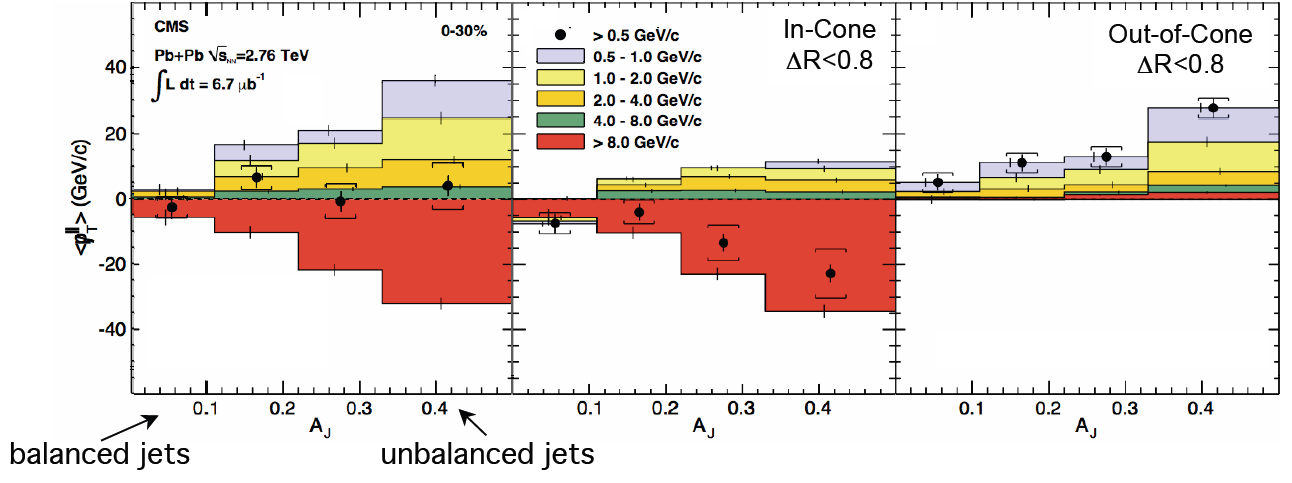 CMS
0-30%
Pb+Pb √sNN=2.76 TeV
∫L dt = 6.7 μb⁻¹
> 0.5 GeV/c
0.5 - 1.0 GeV/c
1.0 - 2.0 GeV/c
2.0 - 4.0 GeV/c
4.0 - 8.0 GeV/c
> 8.0 GeV/c
In-Cone
ΔR<0.8
Out-of-Cone
ΔR<0.8
40
20
0
-20
-40
<p̸T||> (GeV/c)
0.1 0.2 0.3 0.4
0.1 0.2 0.3 0.4
0.1 0.2 0.3 0.4
AJ
AJ
AJ
balanced jets
unbalanced jets